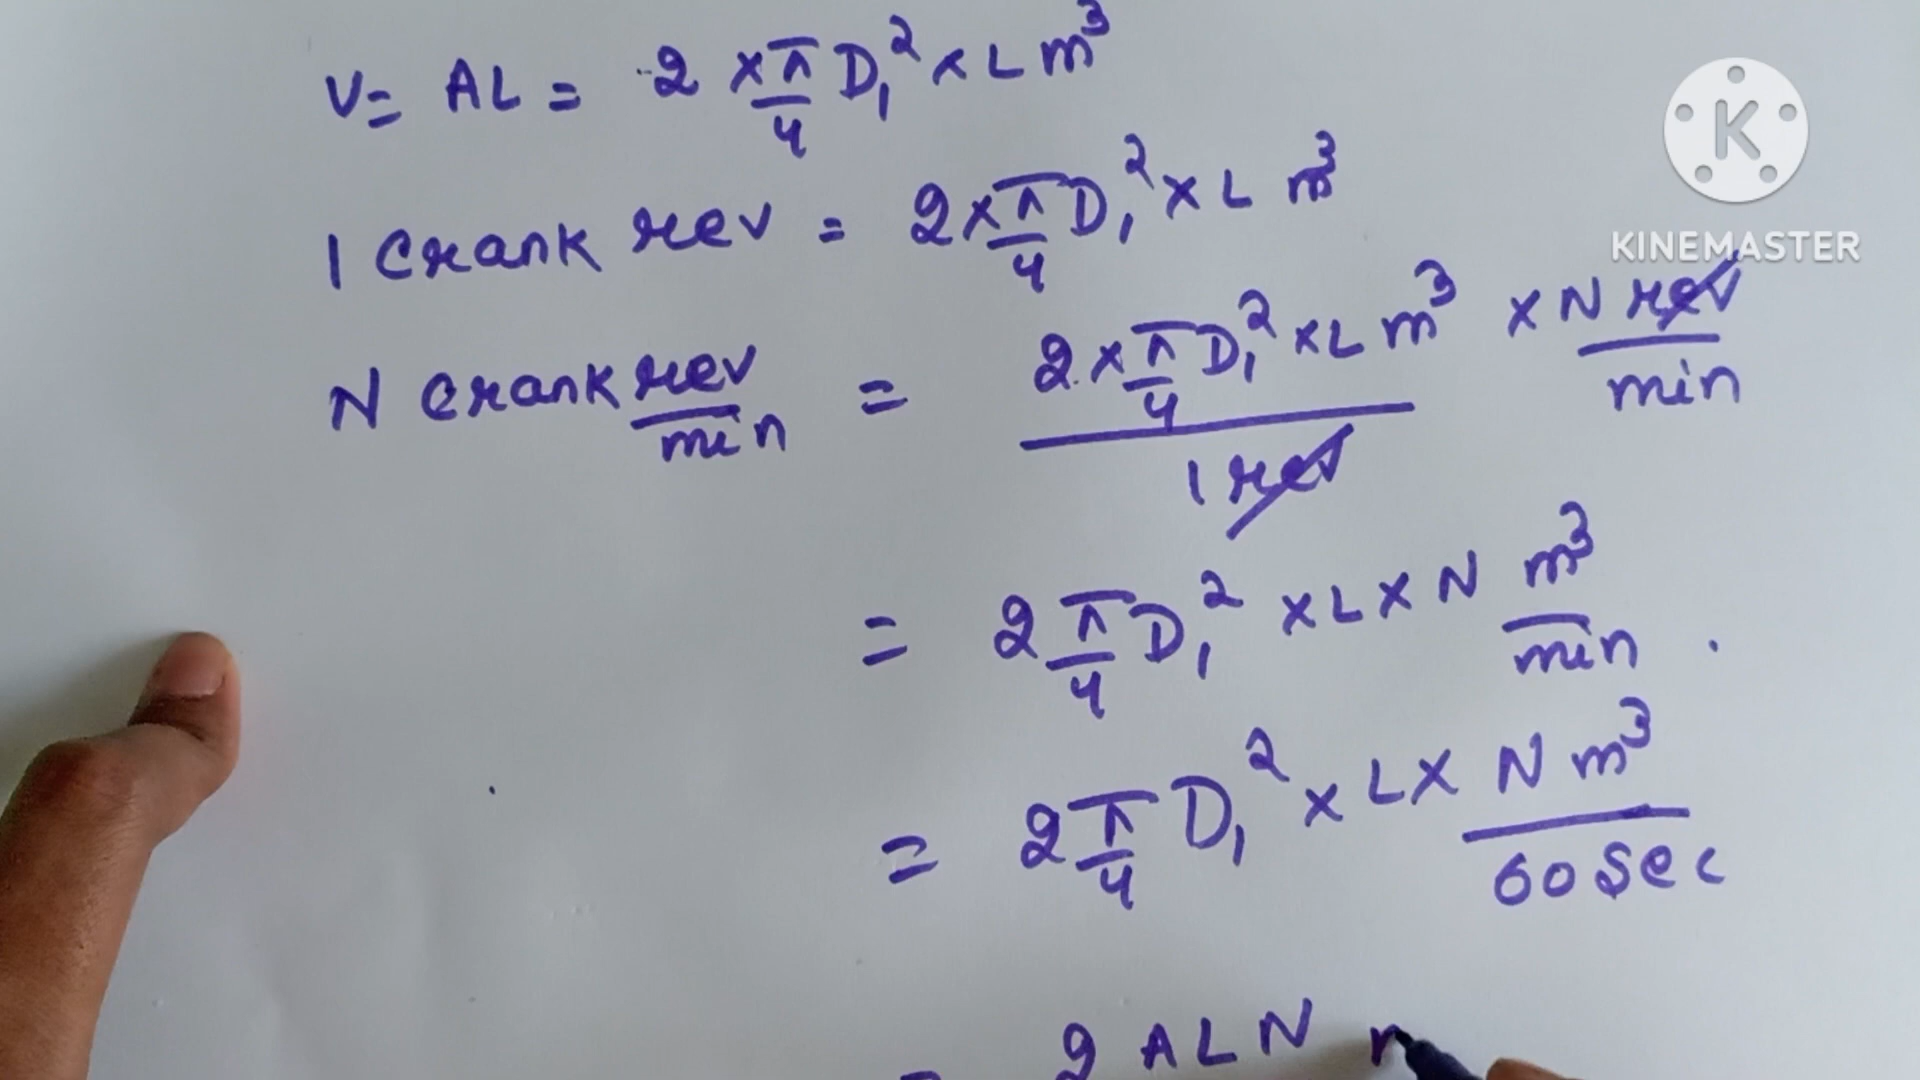 V = AL = 2 × π/4 D₁² × L m³
1 crank rev = 2 × π/4 D₁² × L m³
N crank rev/min = 2 × π/4 D₁² × L m³ / 1 rev × N rev/min
= 2 π/4 D₁² × L × N m³/min .
= 2 π/4 D₁² × L × N m³/60 sec
= 2 A L N
K
KINEMASTER